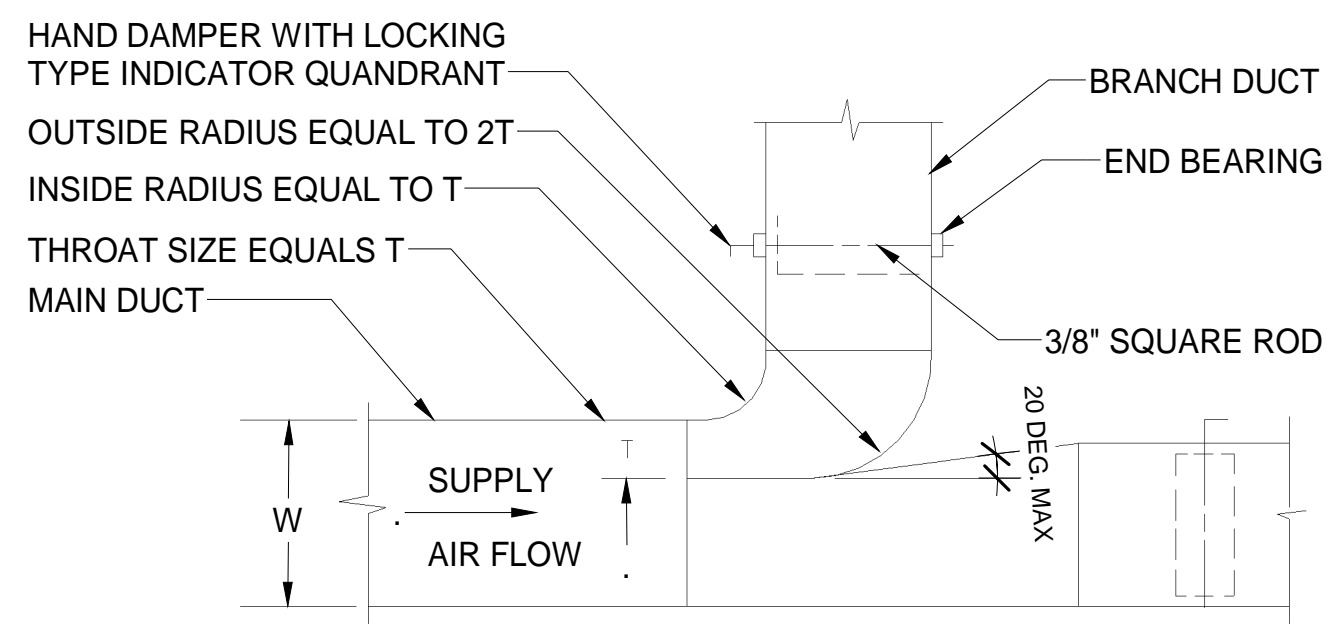 HAND DAMPER WITH LOCKING
TYPE INDICATOR QUANDRANT
OUTSIDE RADIUS EQUAL TO 2T
INSIDE RADIUS EQUAL TO T
THROAT SIZE EQUALS T
MAIN DUCT
BRANCH DUCT
END BEARING
3/8" SQUARE ROD
20 DEG. MAX
T
SUPPLY
AIR FLOW
W